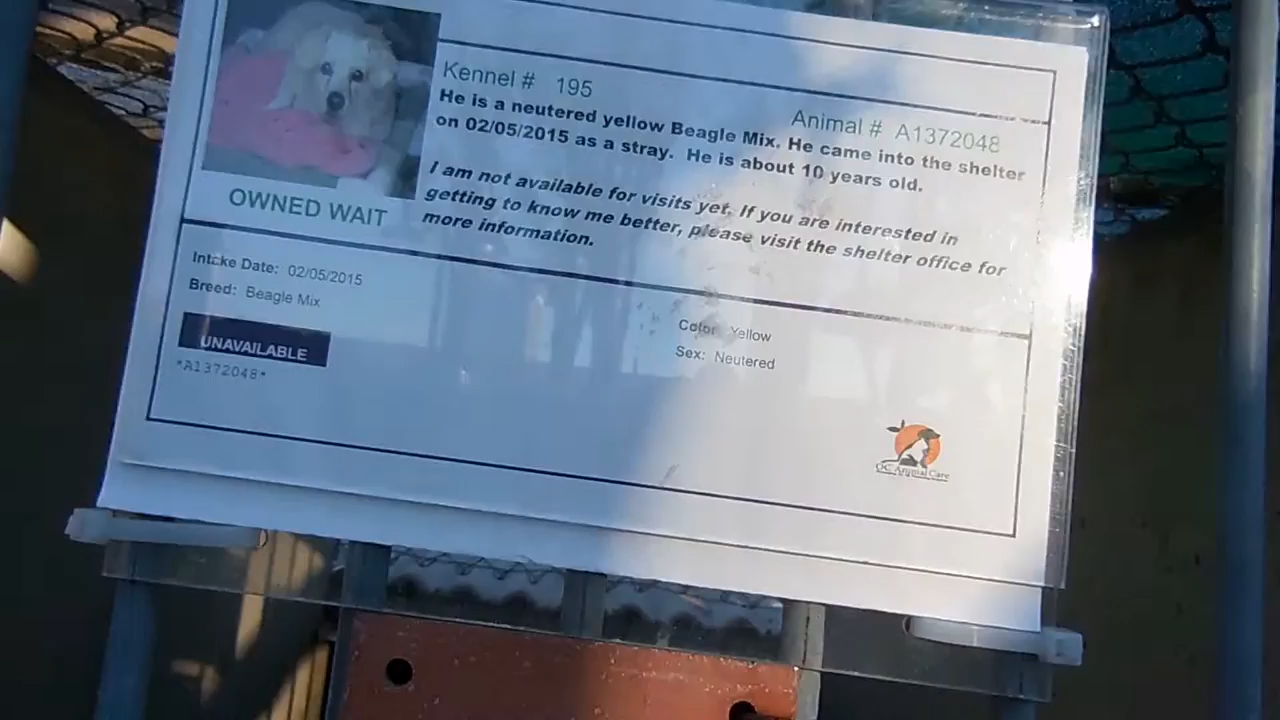 Kennel # 195
Animal # A1372048
He is a neutered yellow Beagle Mix. He came into the shelter
on 02/05/2015 as a stray. He is about 10 years old.
I am not available for visits yet. If you are interested in
getting to know me better, please visit the shelter office for
more information.
OWNED WAIT
Intake Date: 02/05/2015
Breed: Beagle Mix
Color: Yellow
Sex: Neutered
UNAVAILABLE
*A1372048*
OC Animal Care